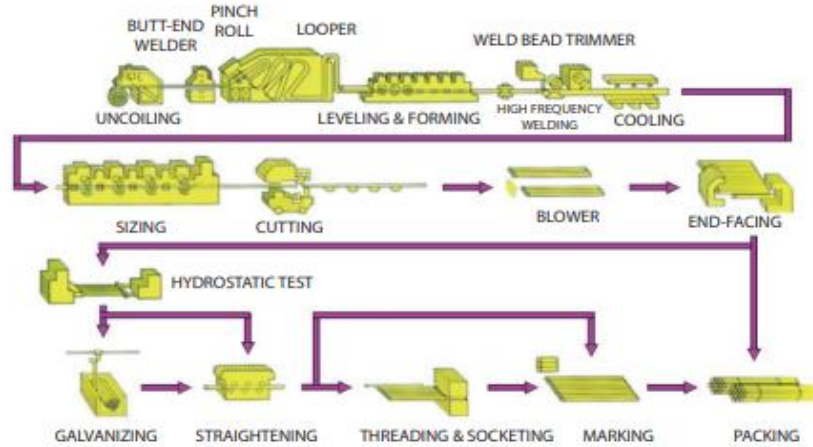 BUTT-END
WELDER
PINCH
ROLL
LOOPER
WELD BEAD TRIMMER
UNCOILING
LEVELING & FORMING
HIGH FREQUENCY
WELDING
COOLING
SIZING
CUTTING
BLOWER
END-FACING
HYDROSTATIC TEST
GALVANIZING
STRAIGHTENING
THREADING & SOCKETING
MARKING
PACKING